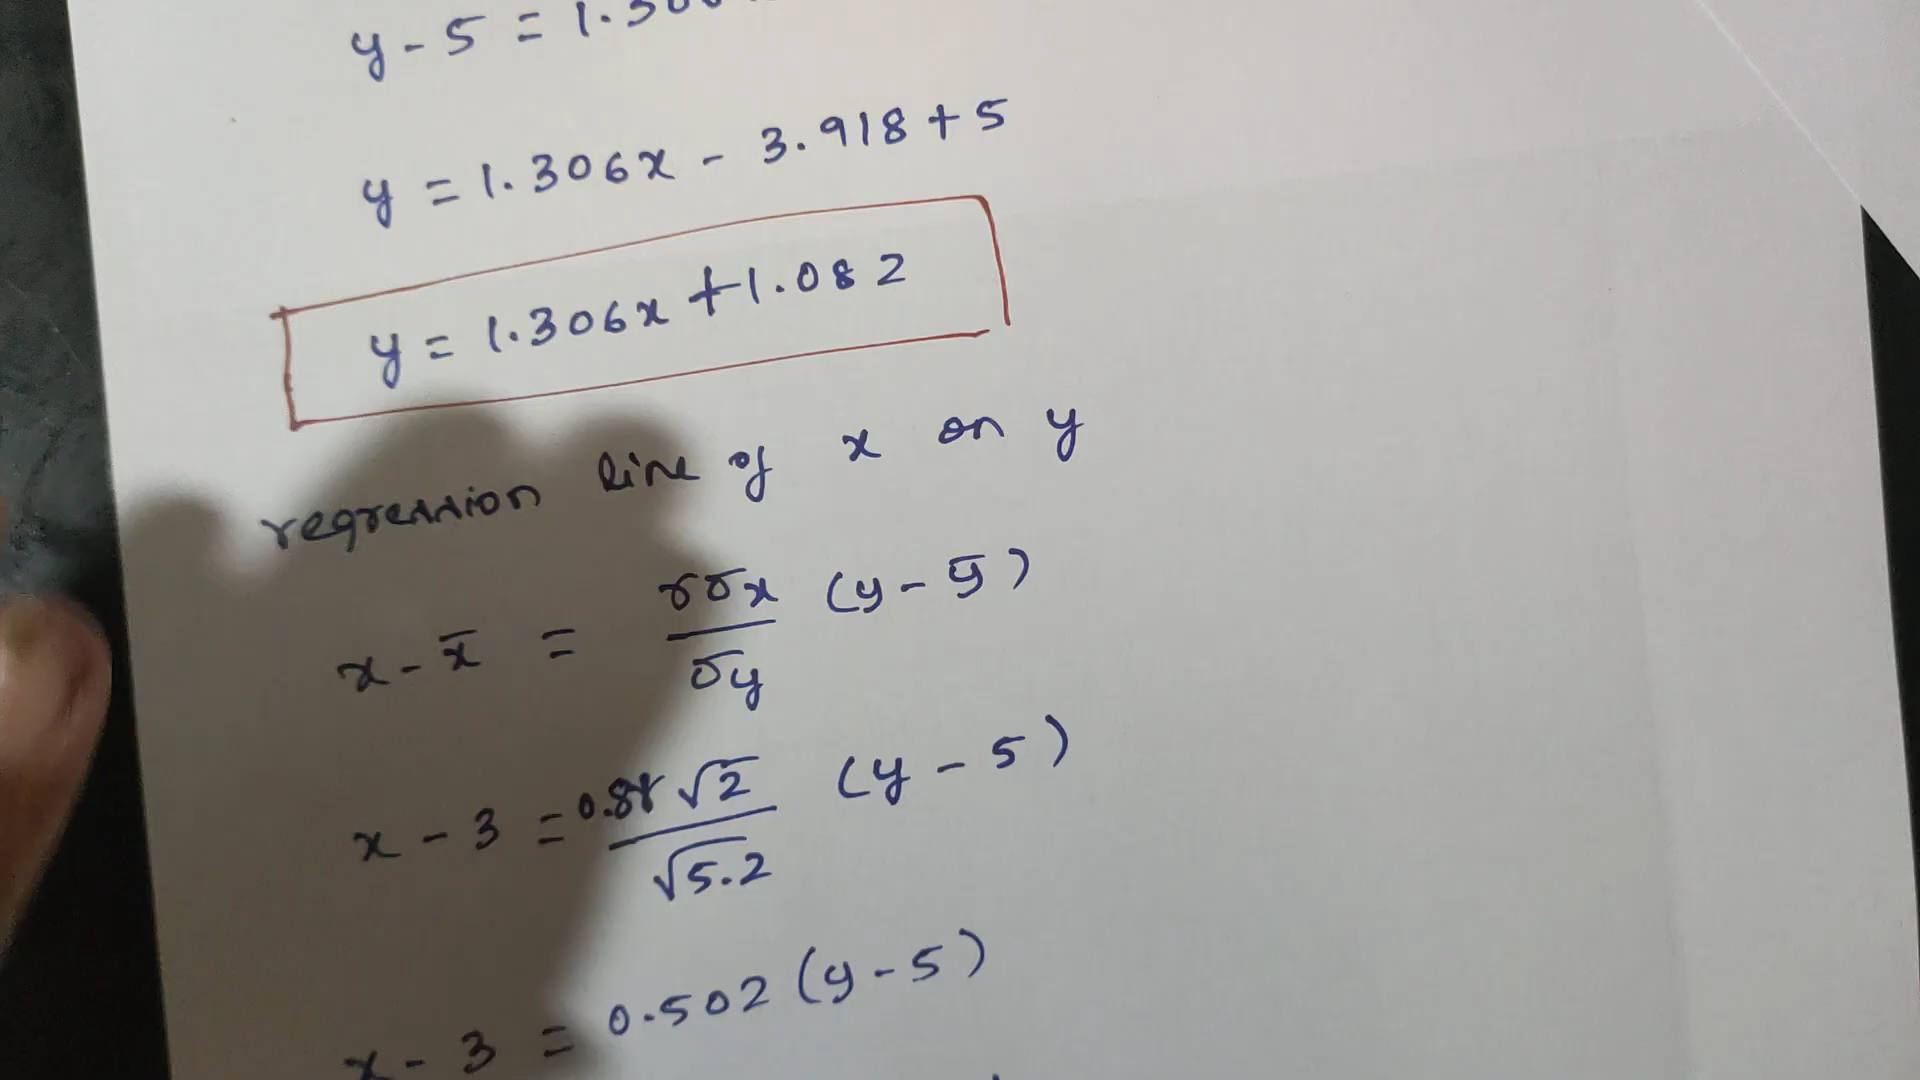 y - 5 = 1.30
y = 1.306x - 3.918 + 5
y = 1.306x + 1.082
regression line of x on y
x - x̄ = rσx / σy (y - ȳ)
x - 3 = 0.81 √2 / √5.2 (y - 5)
x - 3 = 0.502 (y - 5)